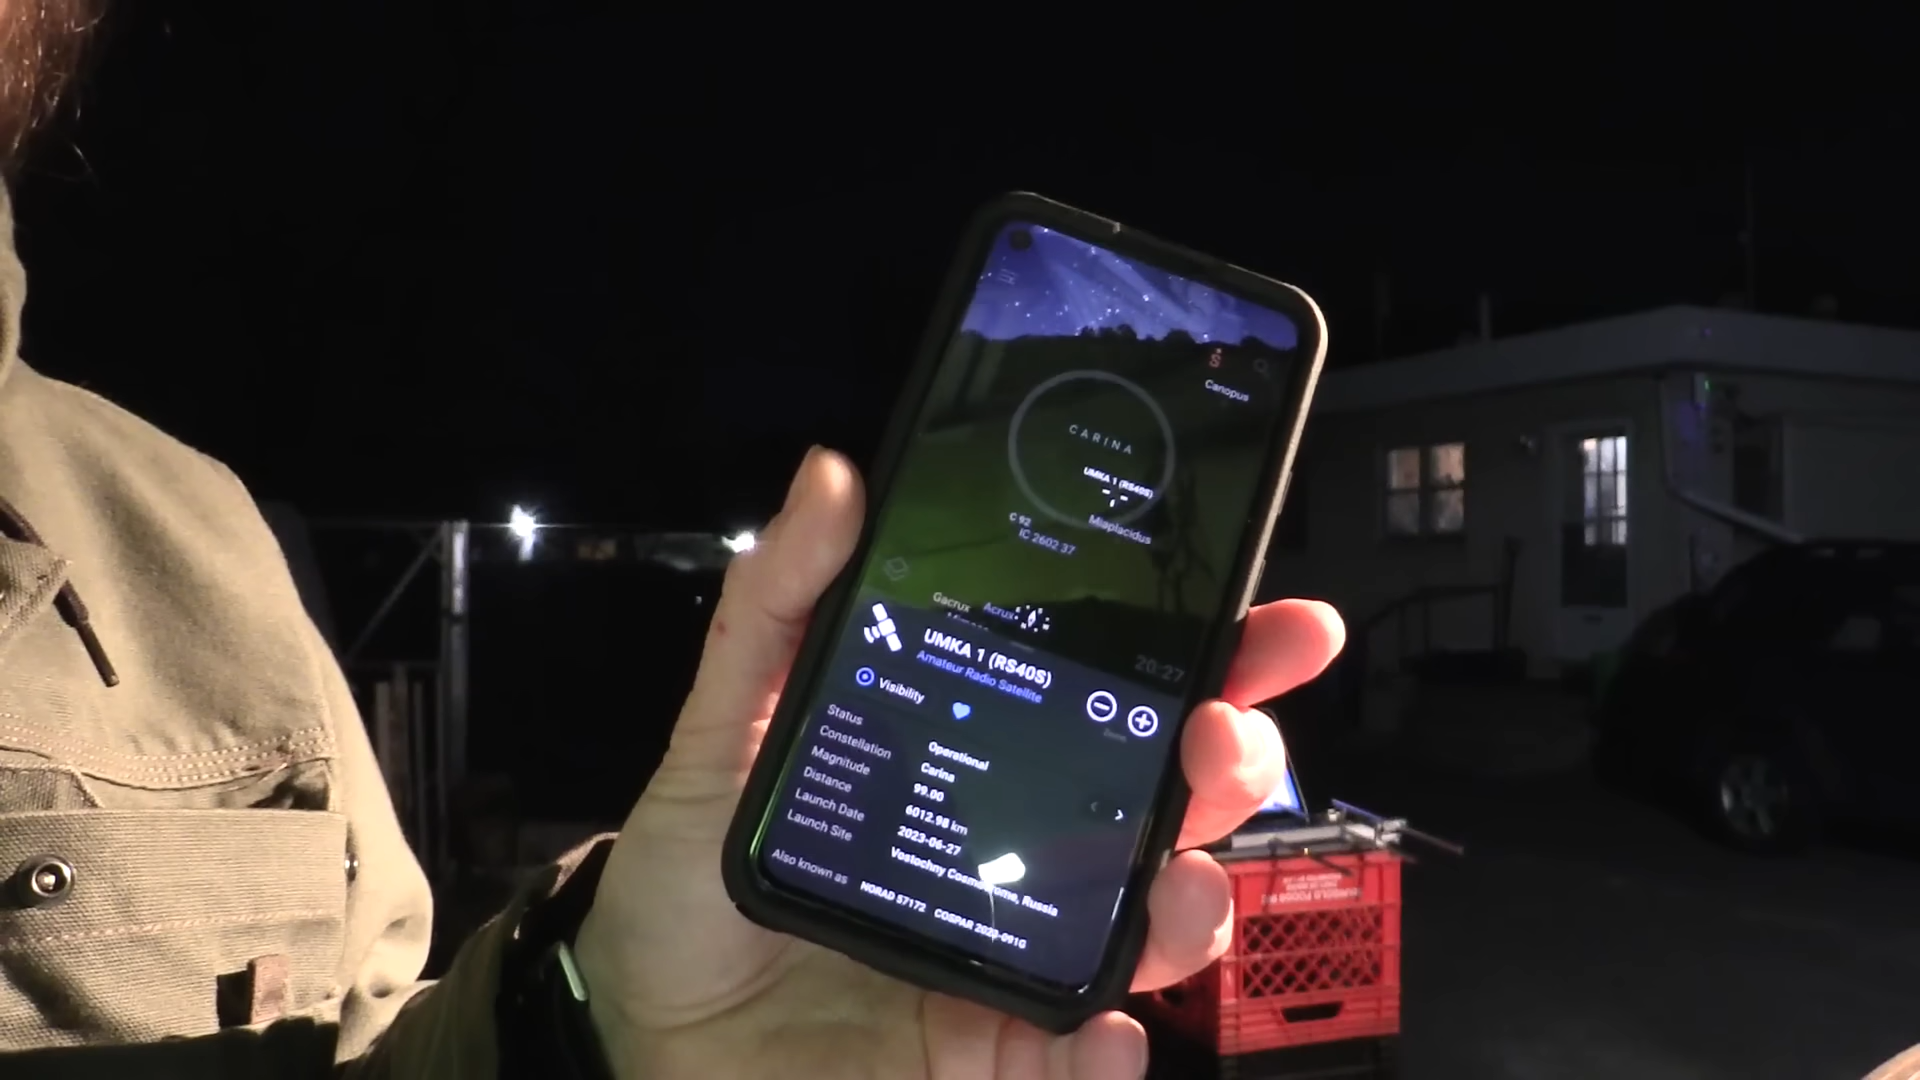 Canopus
CARINA
UMKA 1 (RS40S)
Miaplacidus
C 92
IC 2602 37
Gacrux
Acrux
20:27
UMKA 1 (RS40S)
Amateur Radio Satellite
Visibility
Status Operational
Constellation Carina
Magnitude 99.00
Distance 6012.98 km
Launch Date 2023-06-27
Launch Site Vostochny Cosmodrome, Russia
Also known as NORAD 57172 COSPAR 2023-091G